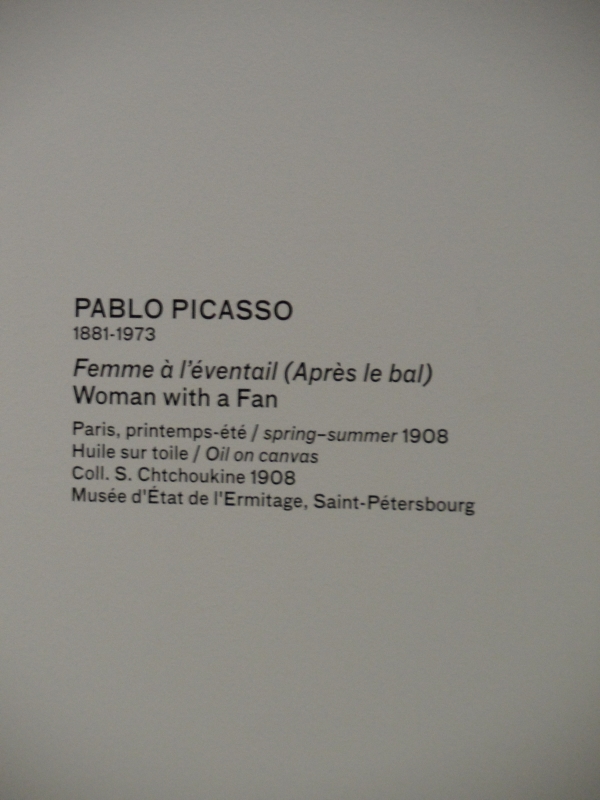 PABLO PICASSO
1881-1973
Femme à l'éventail (Après le bal)
Woman with a Fan
Paris, printemps-été / spring–summer 1908
Huile sur toile / Oil on canvas
Coll. S. Chtchoukine 1908
Musée d'État de l'Ermitage, Saint-Pétersbourg